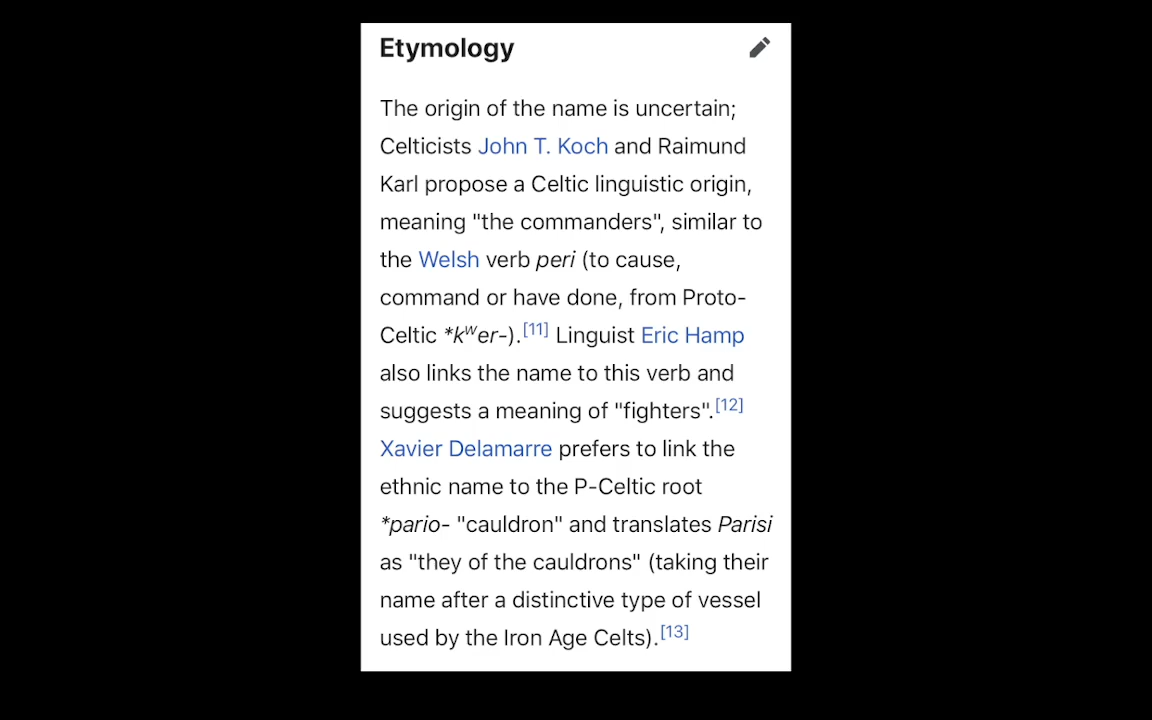 Etymology
The origin of the name is uncertain;
Celticists John T. Koch and Raimund
Karl propose a Celtic linguistic origin,
meaning "the commanders", similar to
the Welsh verb peri (to cause,
command or have done, from Proto-
Celtic *kʷer-).[11] Linguist Eric Hamp
also links the name to this verb and
suggests a meaning of "fighters".[12]
Xavier Delamarre prefers to link the
ethnic name to the P-Celtic root
*pario- "cauldron" and translates Parisi
as "they of the cauldrons" (taking their
name after a distinctive type of vessel
used by the Iron Age Celts).[13]